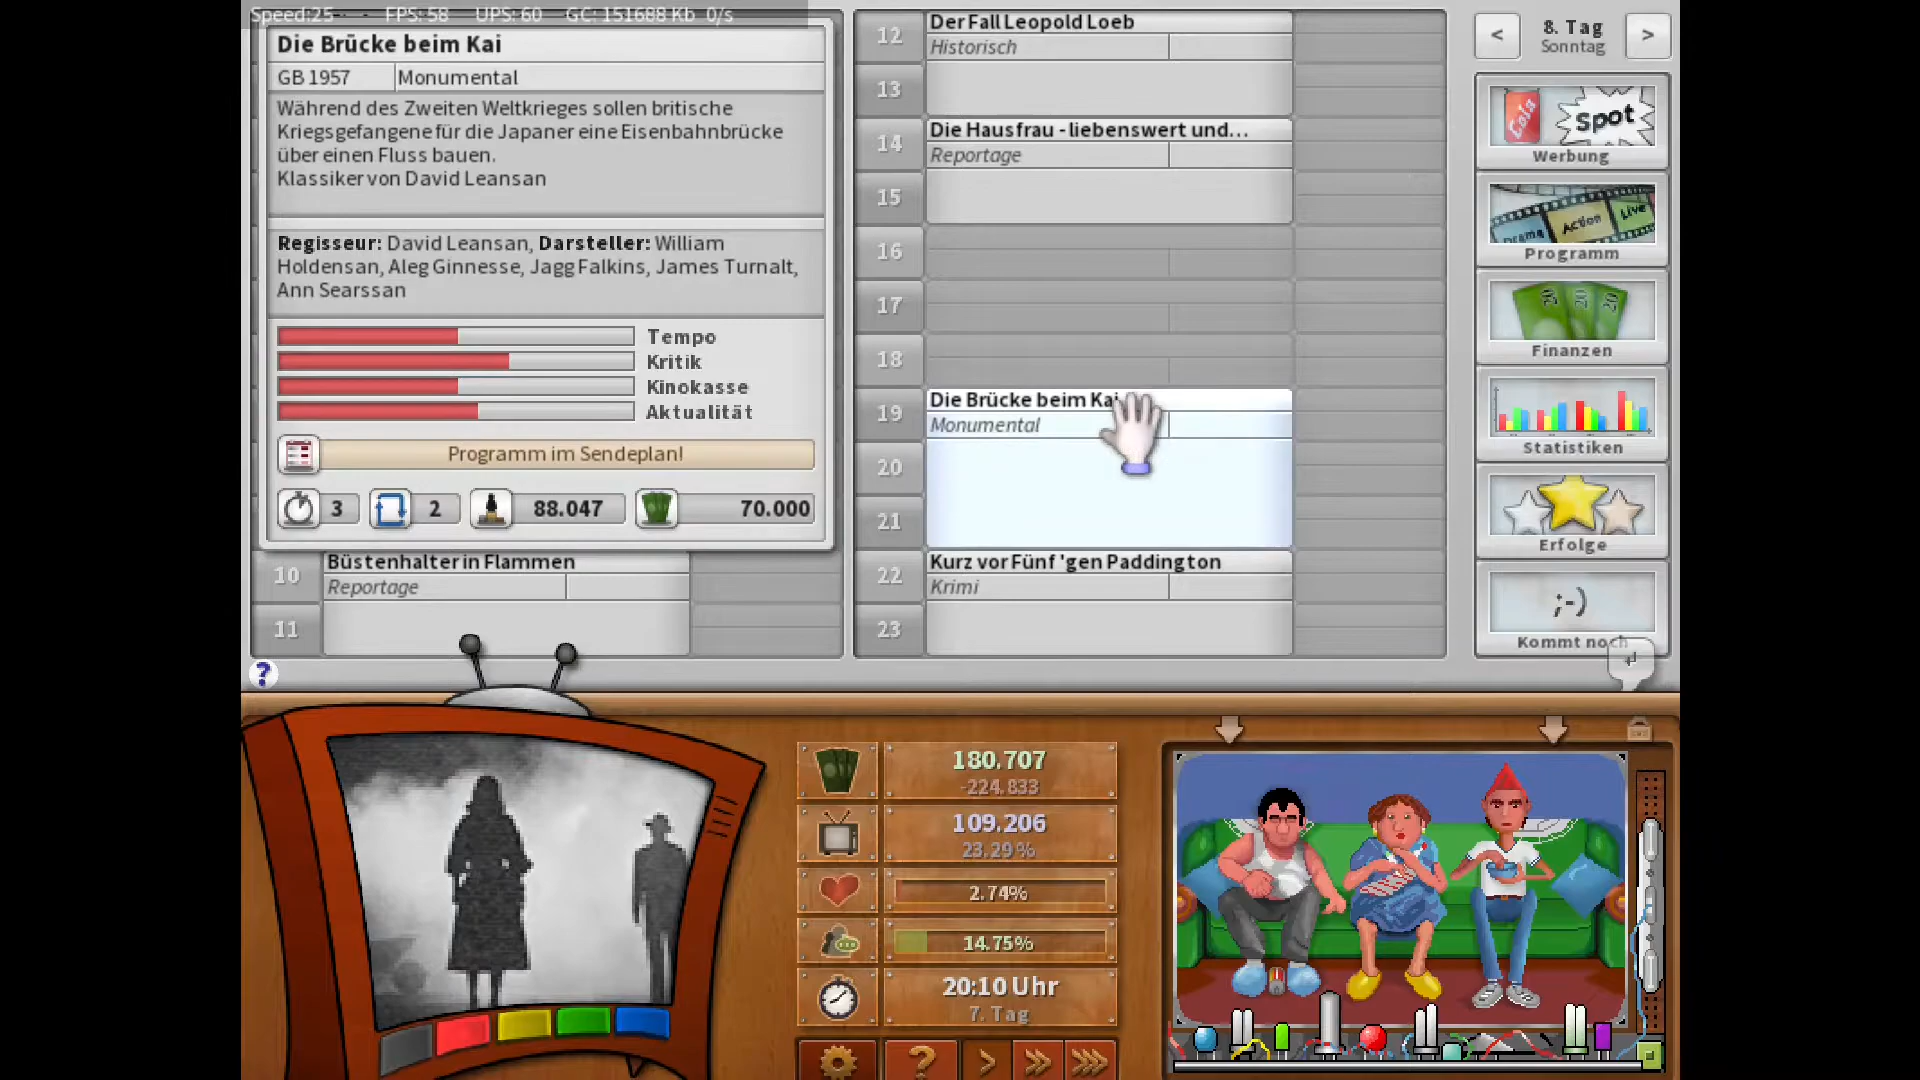 Speed:25 FPS: 58 UPS: 60 GC: 151688 Kb 0/s
Die Brücke beim Kai
GB 1957 Monumental
Während des Zweiten Weltkrieges sollen britische
Kriegsgefangene für die Japaner eine Eisenbahnbrücke
über einen Fluss bauen.
Klassiker von David Leansan
Regisseur: David Leansan, Darsteller: William
Holdensan, Aleg Ginnesse, Jagg Falkins, James Turnalt,
Ann Searssan
Tempo
Kritik
Kinokasse
Aktualität
Programm im Sendeplan!
3 2 88.047 70.000
10 Büstenhalter in Flammen
Reportage
11
12 Der Fall Leopold Loeb
Historisch
13
14 Die Hausfrau - liebenswert und...
Reportage
15
16
17
18
19 Die Brücke beim Kai
Monumental
20
21
22 Kurz vor Fünf 'gen Paddington
Krimi
23
< 8. Tag >
Sonntag
Cola Spot
Werbung
Drama Action Live
Programm
20 20 20
Finanzen
Statistiken
Erfolge
;-)
Kommt noch
?
180.707
-224.833
109.206
23.29%
2.74%
14.75%
20:10 Uhr
7. Tag
?